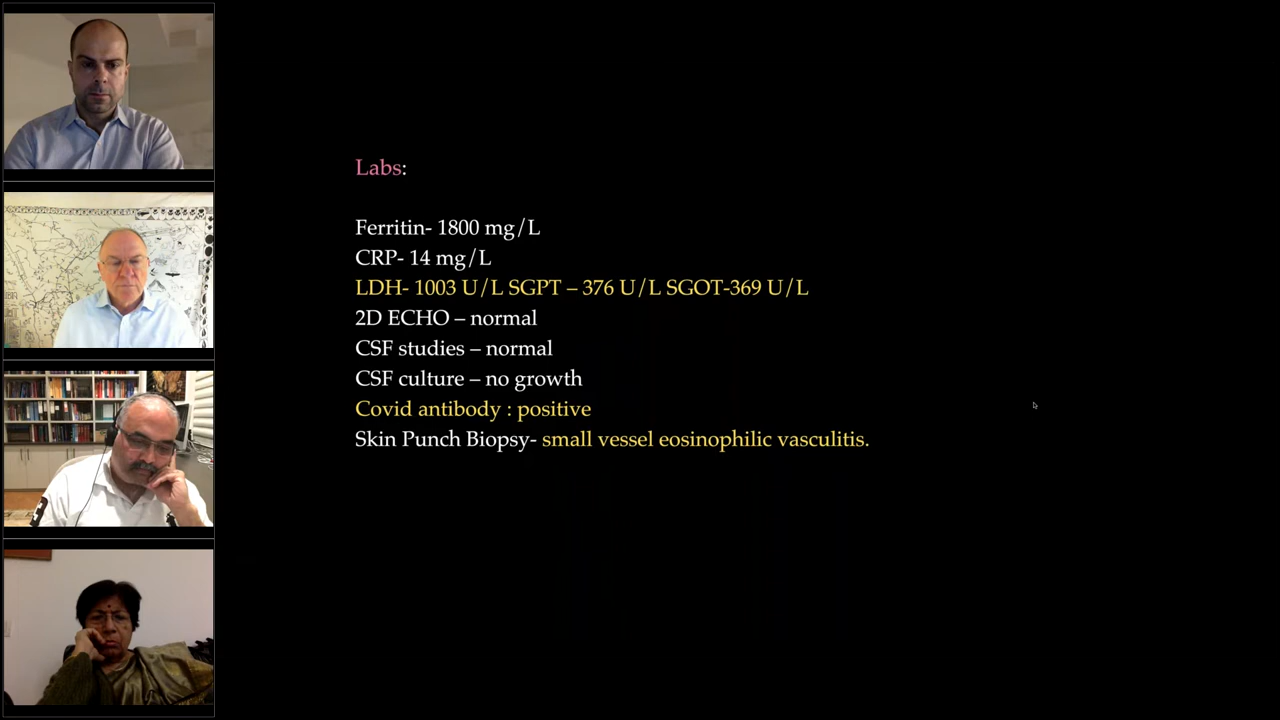 Labs:
Ferritin- 1800 mg/L
CRP- 14 mg/L
LDH- 1003 U/L SGPT – 376 U/L SGOT-369 U/L
2D ECHO – normal
CSF studies – normal
CSF culture – no growth
Covid antibody : positive
Skin Punch Biopsy- small vessel eosinophilic vasculitis.